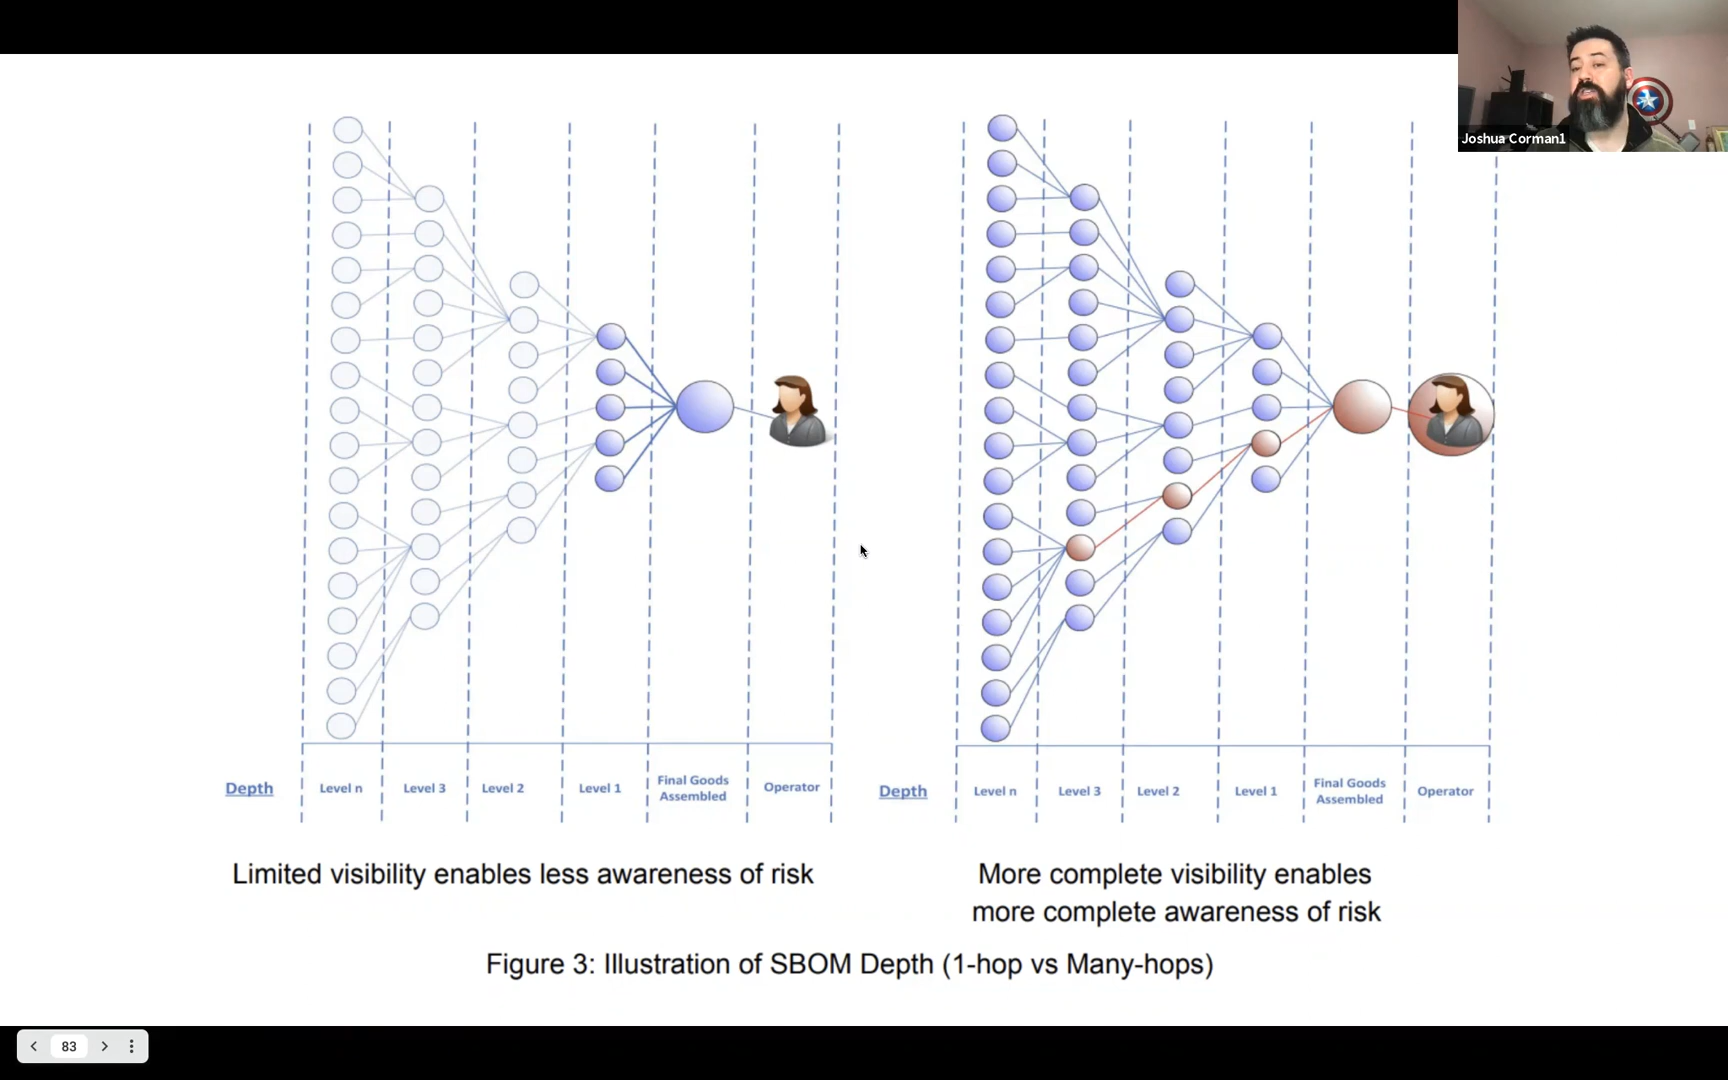 Joshua Corman1
Depth
Level n
Level 3
Level 2
Level 1
Final Goods
Assembled
Operator
Depth
Level n
Level 3
Level 2
Level 1
Final Goods
Assembled
Operator
Limited visibility enables less awareness of risk
More complete visibility enables
more complete awareness of risk
Figure 3: Illustration of SBOM Depth (1-hop vs Many-hops)
83